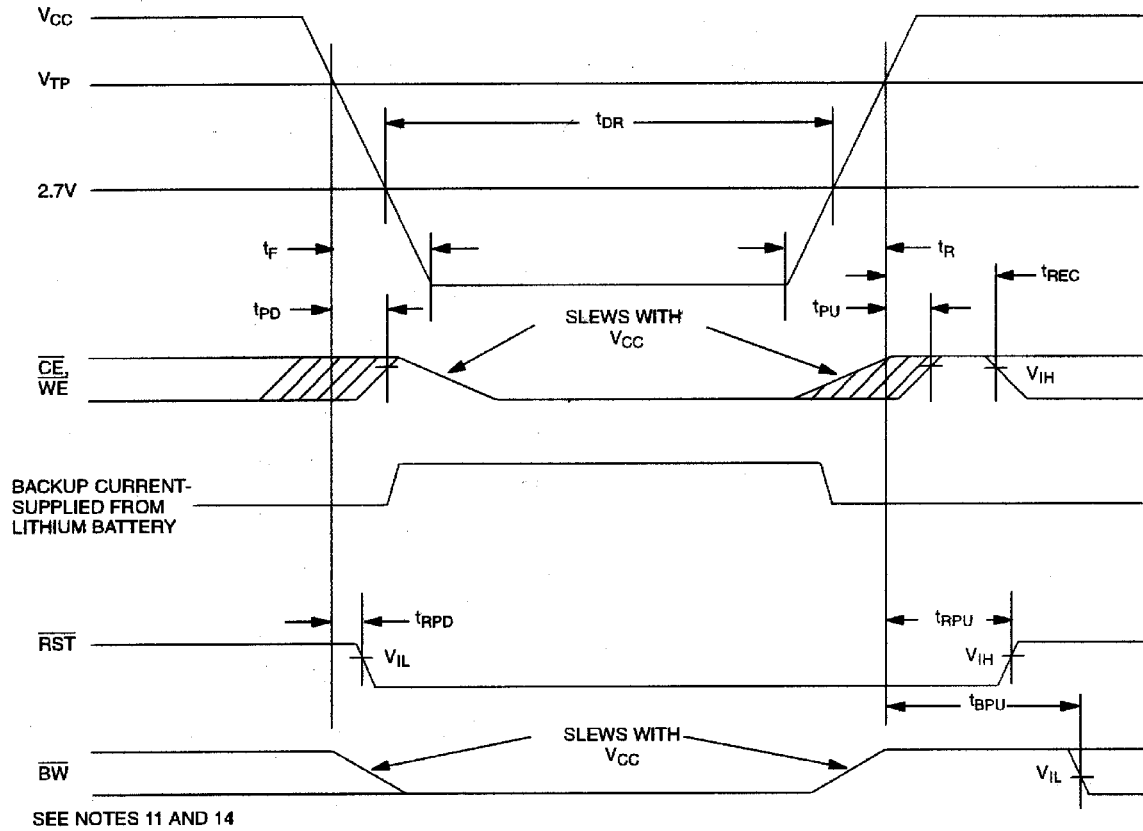 VCC
VTP
tDR
2.7V
tF
tR
tREC
tPD
tPU
SLEWS WITH
VCC
CE,
WE
VIH
BACKUP CURRENT-
SUPPLIED FROM
LITHIUM BATTERY
tRPD
tRPU
RST
VIL
VIH
tBPU
SLEWS WITH
VCC
BW
VIL
SEE NOTES 11 AND 14